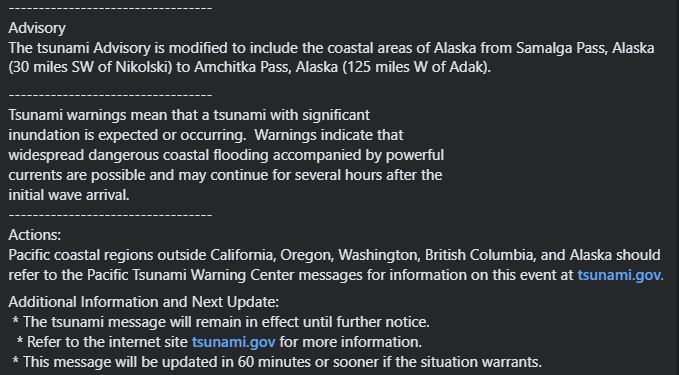 ----------------------------------
Advisory
The tsunami Advisory is modified to include the coastal areas of Alaska from Samalga Pass, Alaska
(30 miles SW of Nikolski) to Amchitka Pass, Alaska (125 miles W of Adak).
----------------------------------
Tsunami warnings mean that a tsunami with significant
inundation is expected or occurring.  Warnings indicate that
widespread dangerous coastal flooding accompanied by powerful
currents are possible and may continue for several hours after the
initial wave arrival.
----------------------------------
Actions:
Pacific coastal regions outside California, Oregon, Washington, British Columbia, and Alaska should
refer to the Pacific Tsunami Warning Center messages for information on this event at tsunami.gov.
Additional Information and Next Update:
* The tsunami message will remain in effect until further notice.
* Refer to the internet site tsunami.gov for more information.
* This message will be updated in 60 minutes or sooner if the situation warrants.